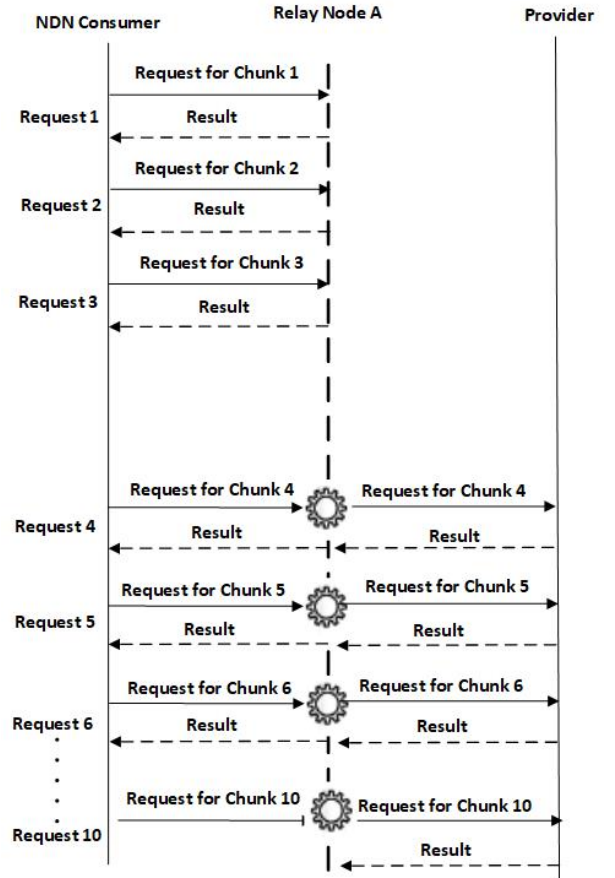 NDN Consumer
Relay Node A
Provider
Request for Chunk 1
Request 1
Result
Request for Chunk 2
Request 2
Result
Request for Chunk 3
Request 3
Result
Request for Chunk 4
Request for Chunk 4
Request 4
Result
Result
Request for Chunk 5
Request for Chunk 5
Request 5
Result
Result
Request for Chunk 6
Request for Chunk 6
Request 6
Result
Result
Request for Chunk 10
Request for Chunk 10
Request 10
Result